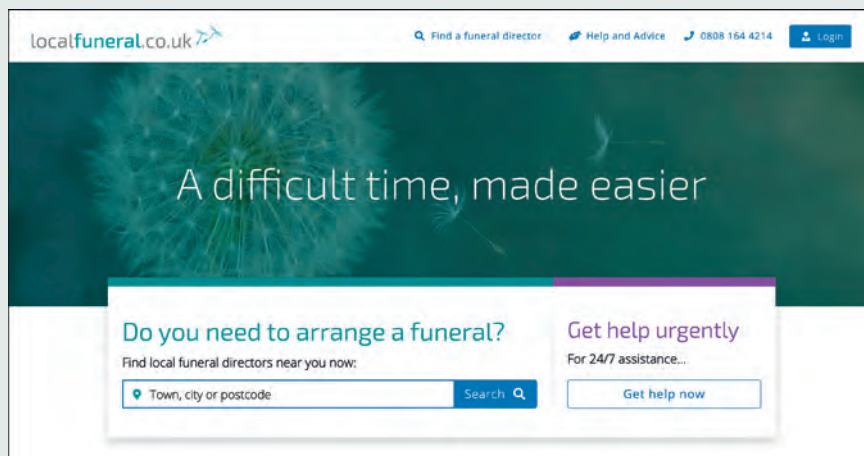 localfuneral.co.uk
Find a funeral director
Help and Advice
0808 164 4214
Login
A difficult time, made easier
Do you need to arrange a funeral?
Find local funeral directors near you now:
Town, city or postcode
Search
Get help urgently
For 24/7 assistance...
Get help now